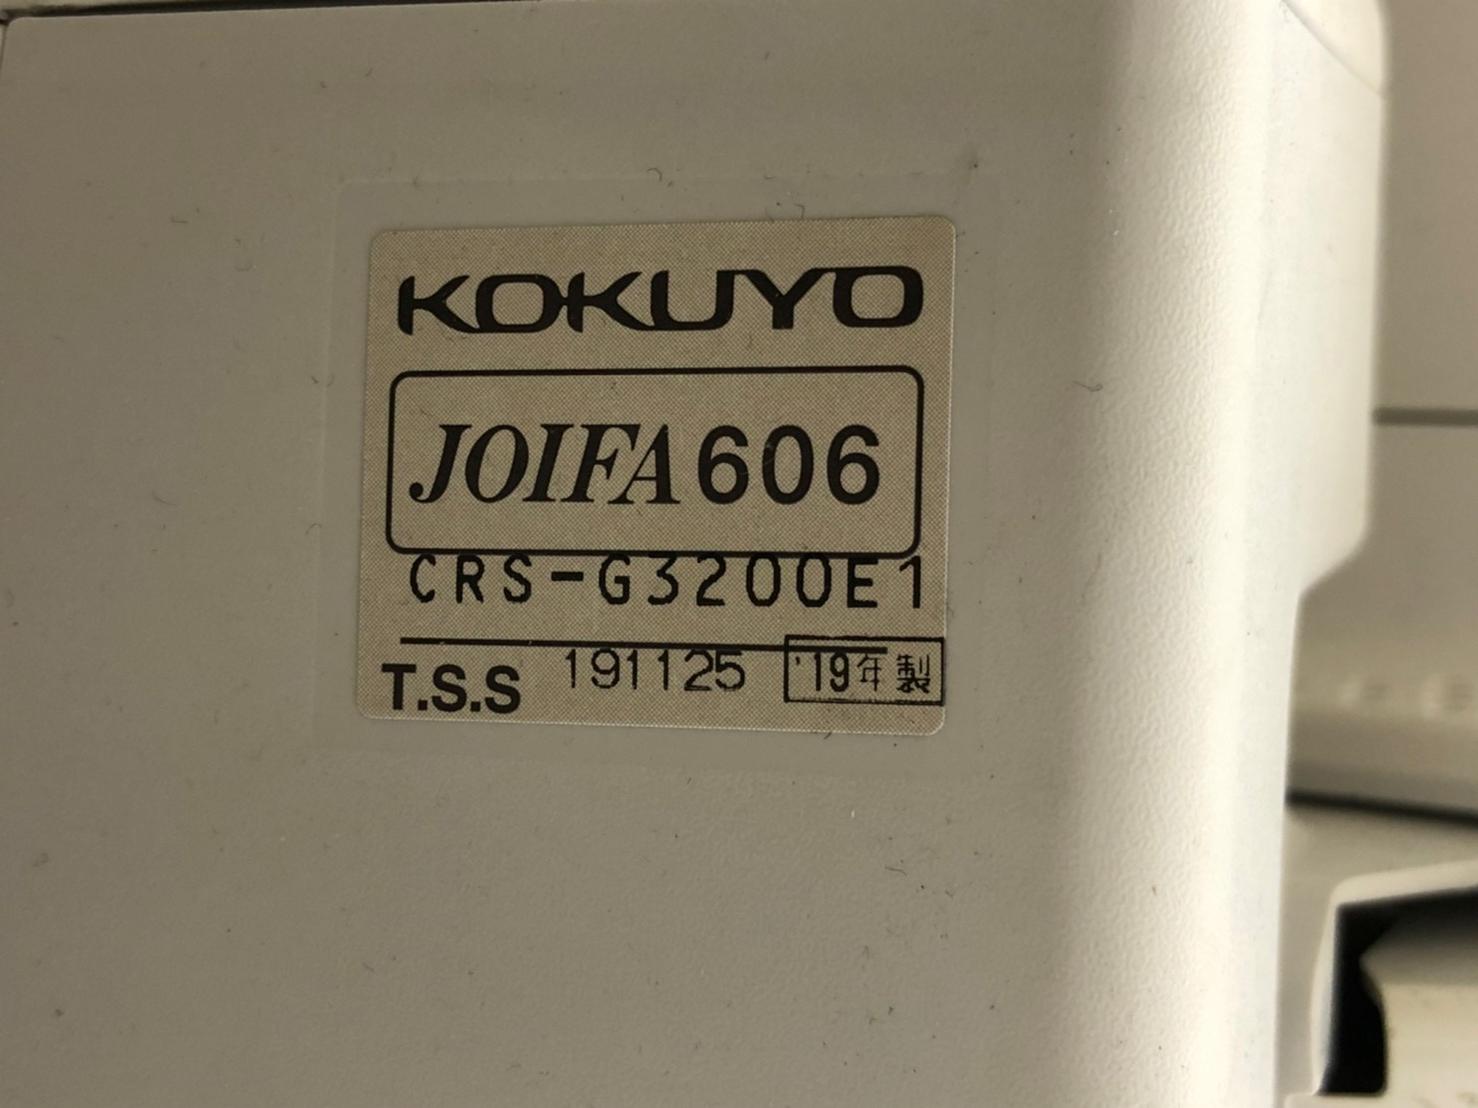 KOKUYO
JOIFA 606
CRS-G3200E1
T.S.S 191125 '19年製